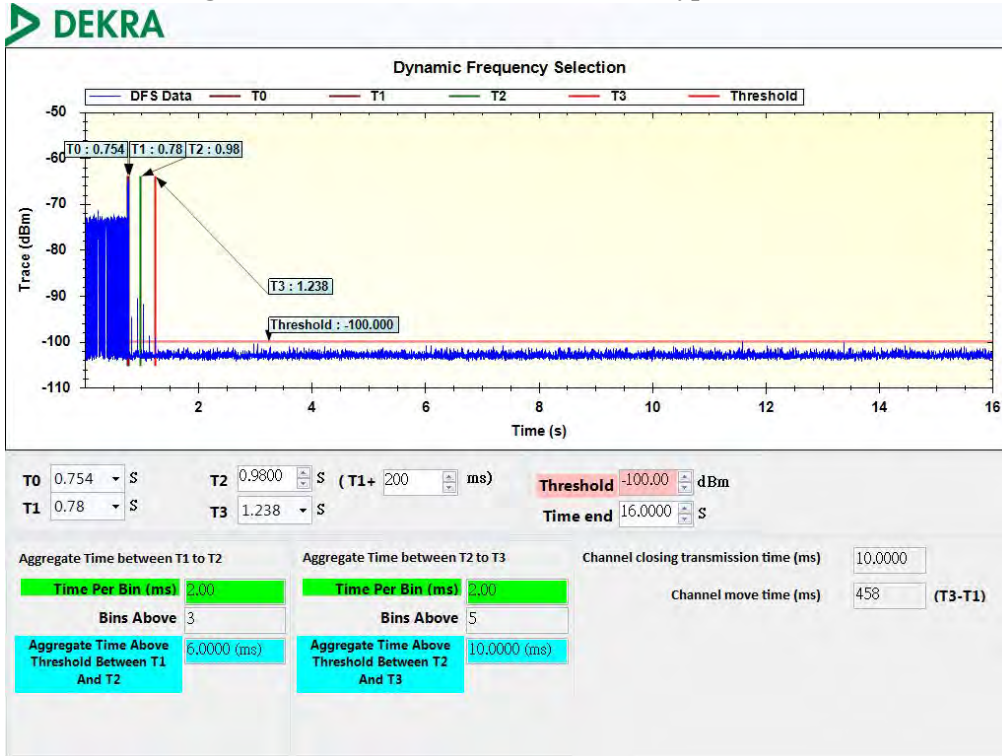 DEKRA
Dynamic Frequency Selection
DFS Data T0 T1 T2 T3 Threshold
-50
T0 : 0.754 T1 : 0.78 T2 : 0.98
-60
-70
-80
T3 : 1.238
-90
Threshold : -100.000
-100
-110
Trace (dBm)
2 4 6 8 10 12 14 16
Time (s)
T0 0.754 S T2 0.9800 S ( T1+ 200 ms) Threshold -100.00 dBm
T1 0.78 S T3 1.238 S Time end 16.0000 S
Aggregate Time between T1 to T2 Aggregate Time between T2 to T3 Channel closing transmission time (ms) 10.0000
Time Per Bin (ms) 2.00 Time Per Bin (ms) 2.00 Channel move time (ms) 458 (T3-T1)
Bins Above 3 Bins Above 5
Aggregate Time Above
Threshold Between T1
And T2
6.0000 (ms)
Aggregate Time Above
Threshold Between T2
And T3
10.0000 (ms)